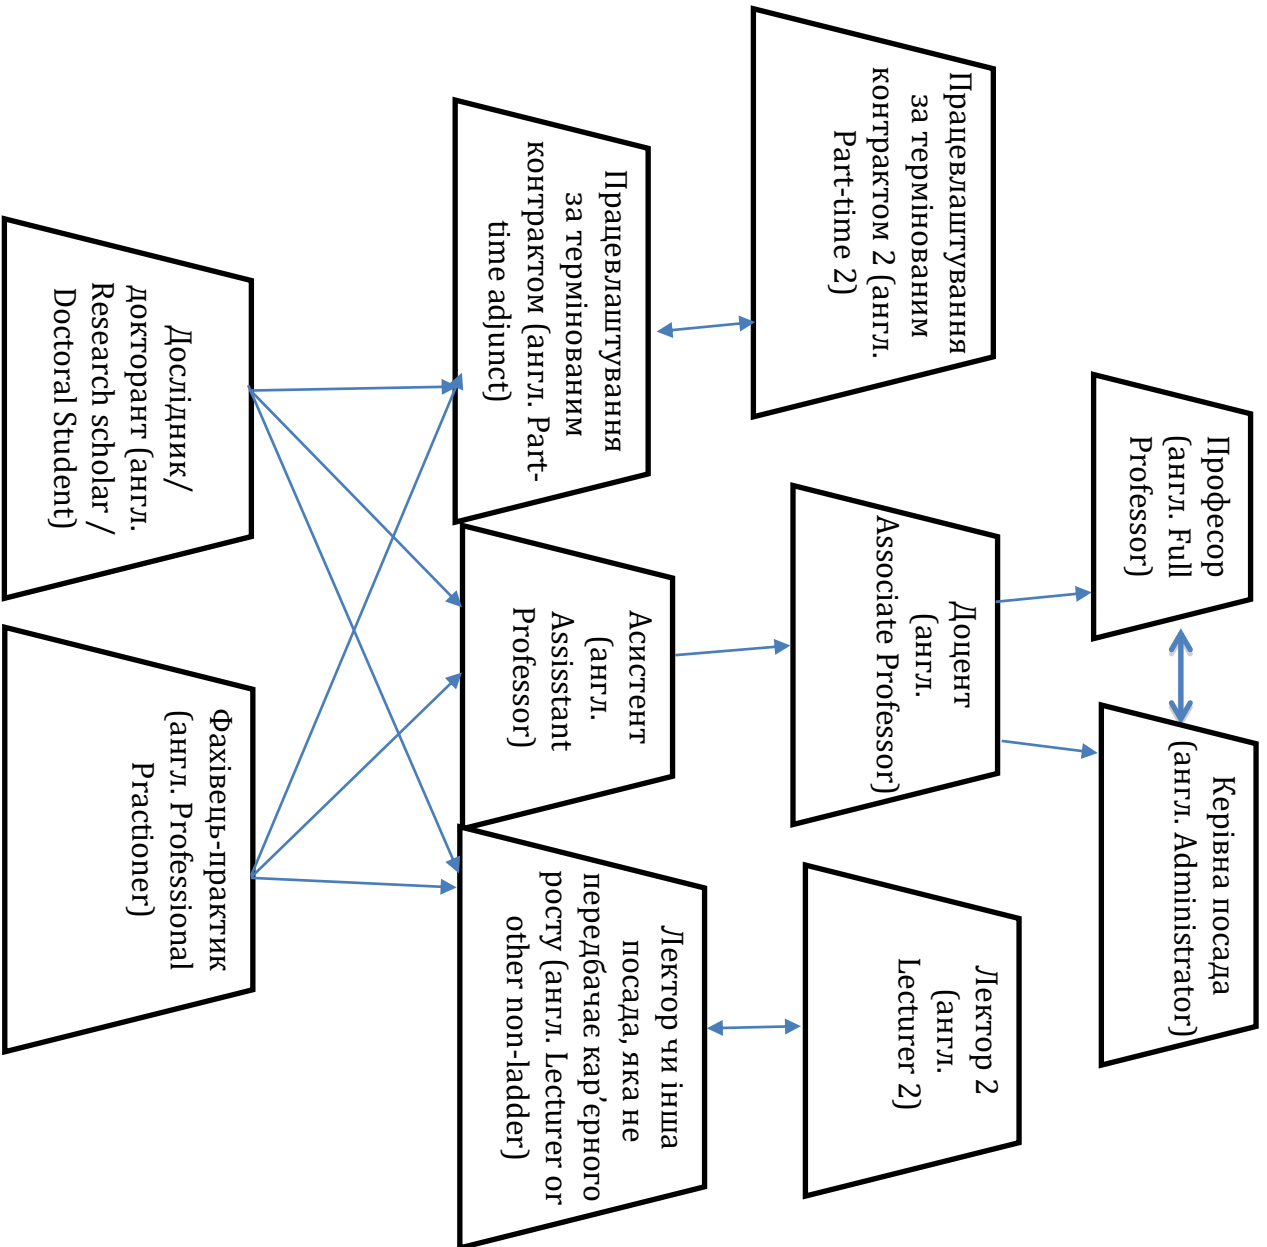 Професор
(англ. Full
Professor)
Керівна посада
(англ. Administrator)
Працевлаштування
за термінованим
контрактом 2 (англ.
Part-time 2)
Доцент
(англ.
Associate Professor)
Лектор 2
(англ.
Lecturer 2)
Працевлаштування
за термінованим
контрактом (англ. Part-
time adjunct)
Асистент
(англ.
Assisstant
Professor)
Лектор чи інша
посада, яка не
передбачає кар’єрного
росту (англ. Lecturer or
other non-ladder)
Дослідник/
докторант (англ.
Research scholar /
Doctoral Student)
Фахівець-практик
(англ. Professional
Practioner)